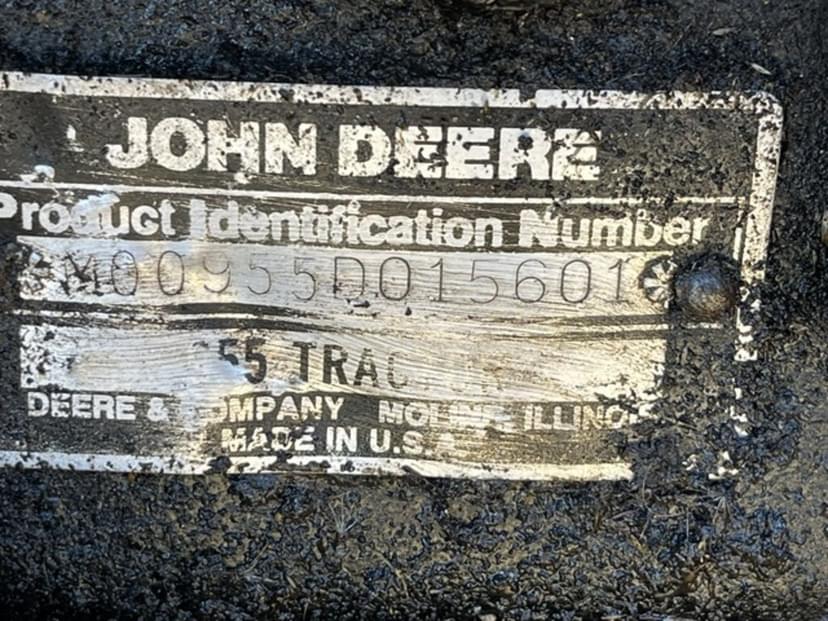 JOHN DEERE
Product Identification Number
*M00955D015601*
55 TRAC
DEERE & COMPANY MOLINE, ILLINOIS
MADE IN U.S.A